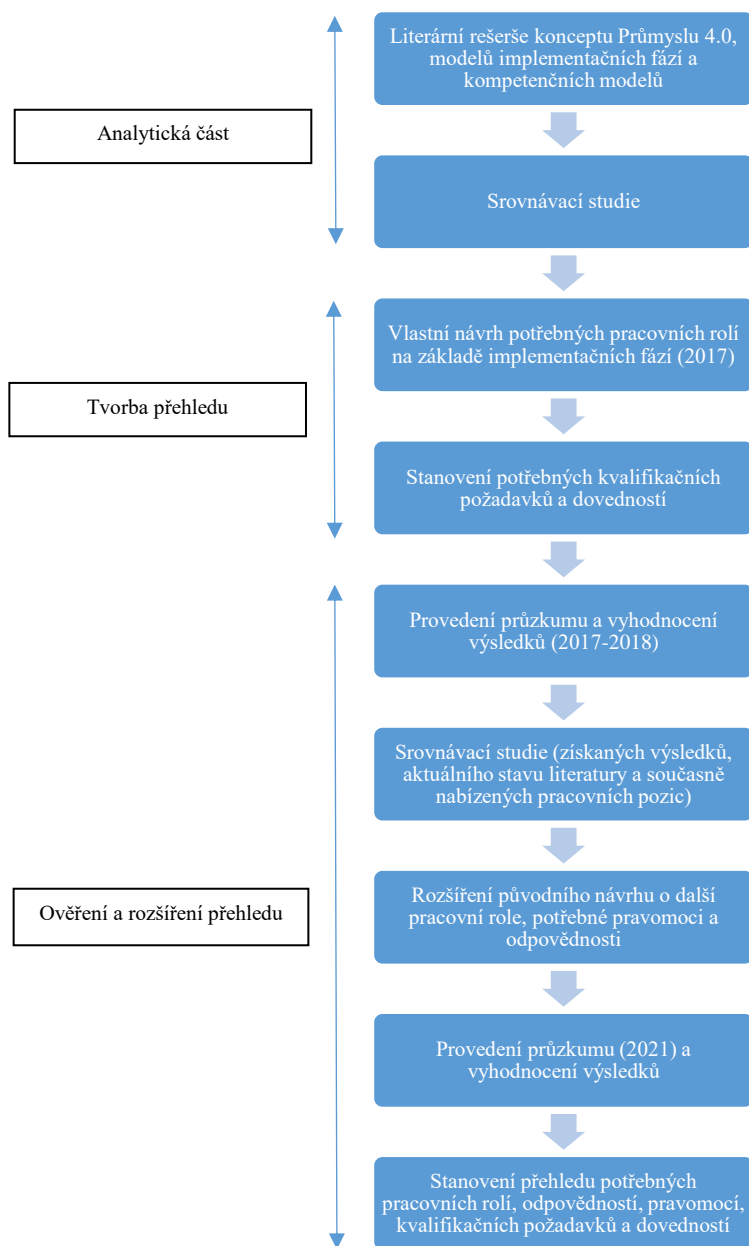 Literární rešerše konceptu Průmyslu 4.0,
modelů implementačních fází a
kompetenčních modelů
Analytická část
Srovnávací studie
Vlastní návrh potřebných pracovních rolí
na základě implementačních fází (2017)
Tvorba přehledu
Stanovení potřebných kvalifikačních
požadavků a dovedností
Provedení průzkumu a vyhodnocení
výsledků (2017-2018)
Srovnávací studie (získaných výsledků,
aktuálního stavu literatury a současně
nabízených pracovních pozic)
Ověření a rozšíření přehledu
Rozšíření původního návrhu o další
pracovní role, potřebné pravomoci a
odpovědnosti
Provedení průzkumu (2021) a
vyhodnocení výsledků
Stanovení přehledu potřebných
pracovních rolí, odpovědností, pravomocí,
kvalifikačních požadavků a dovedností